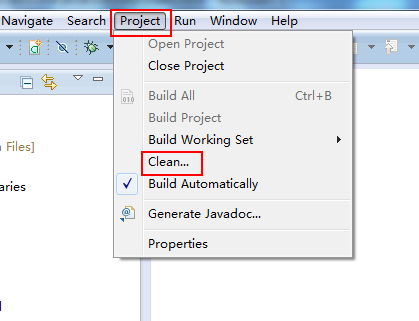 Navigate Search Project Run Window Help
Open Project
Close Project
Build All Ctrl+B
Build Project
Build Working Set
Clean...
Build Automatically
Generate Javadoc...
Properties
Files]
aries